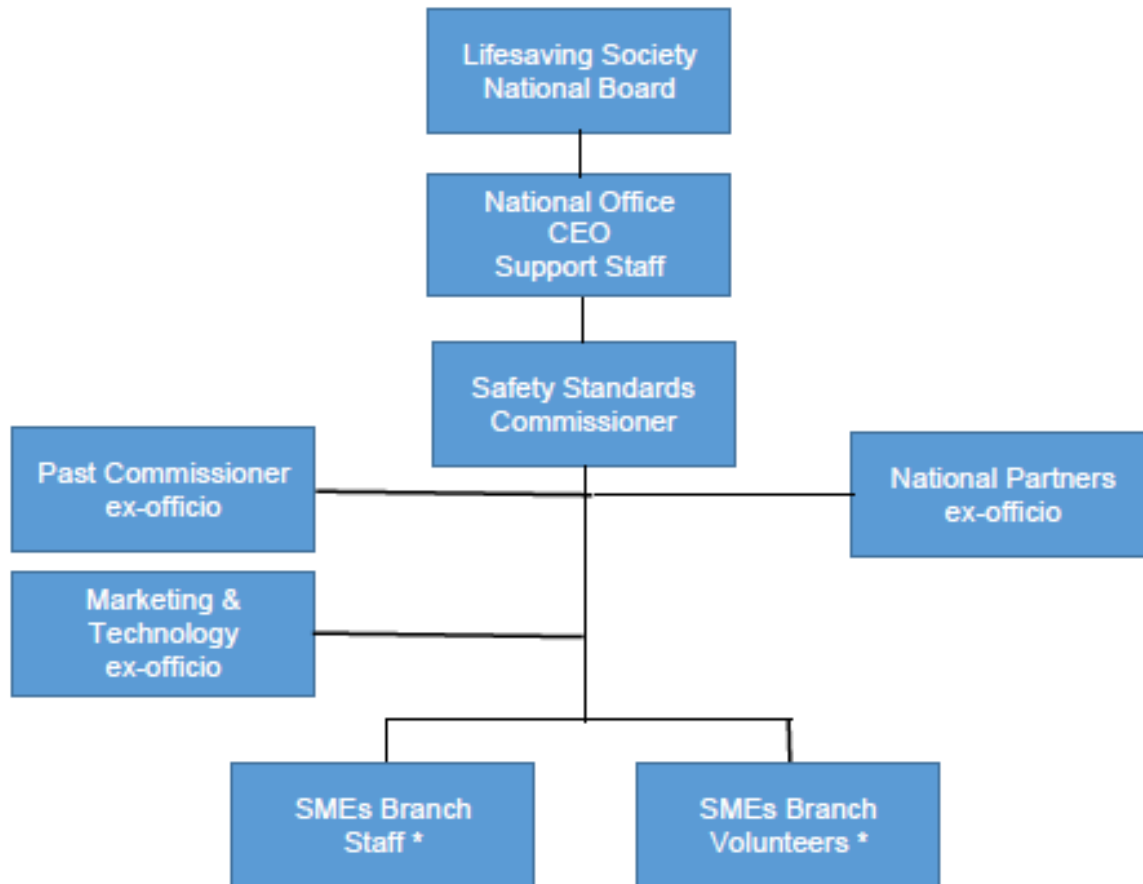 Lifesaving Society
National Board
National Office
CEO
Support Staff
Safety Standards
Commissioner
Past Commissioner
ex-officio
National Partners
ex-officio
Marketing &
Technology
ex-officio
SMEs Branch
Staff *
SMEs Branch
Volunteers *